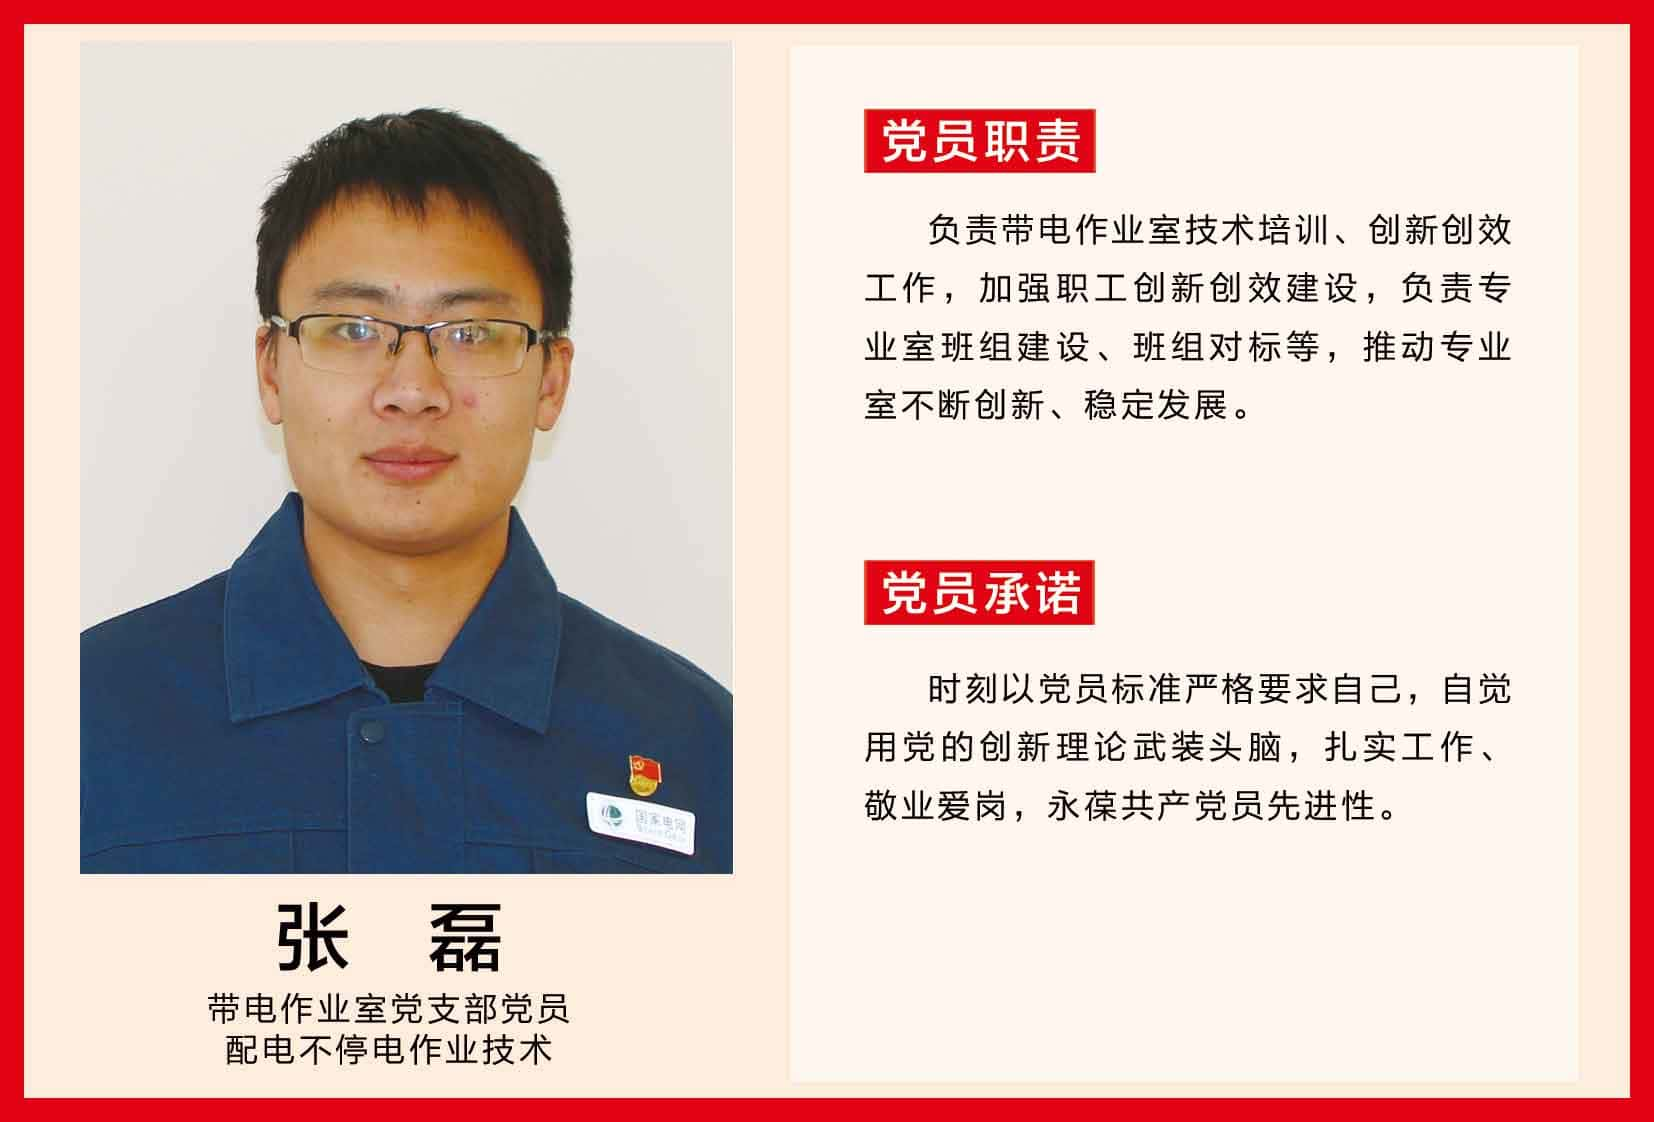 党员职责
负责带电作业室技术培训、创新创效
工作，加强职工创新创效建设，负责专
业室班组建设、班组对标等，推动专业
室不断创新、稳定发展。
党员承诺
时刻以党员标准严格要求自己，自觉
用党的创新理论武装头脑，扎实工作、
敬业爱岗，永葆共产党员先进性。
国家电网
张 磊
带电作业室党支部党员
配电不停电作业技术